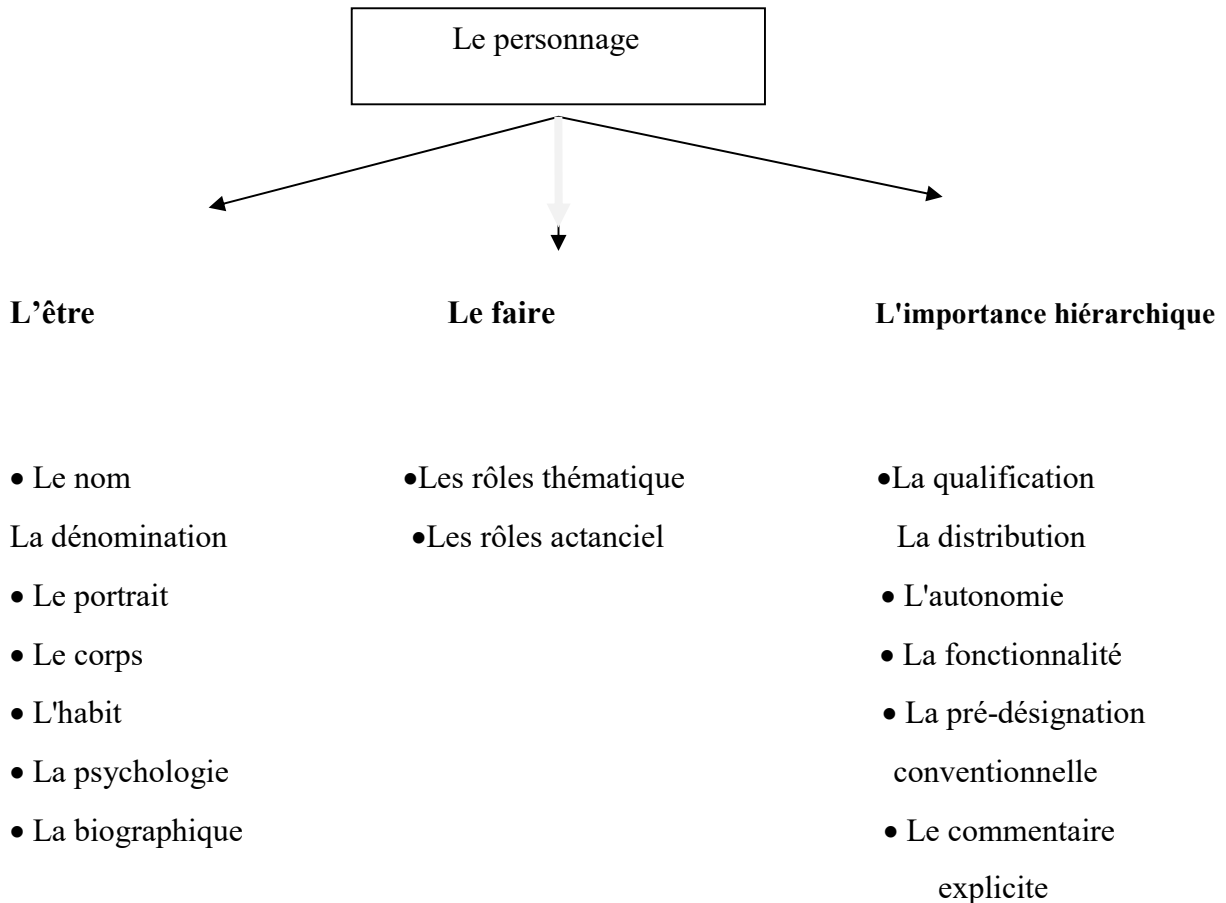 Le personnage
L’être
Le faire
L'importance hiérarchique
• Le nom
La dénomination
• Le portrait
• Le corps
• L'habit
• La psychologie
• La biographique
•Les rôles thématique
•Les rôles actanciel
•La qualification
La distribution
• L'autonomie
• La fonctionnalité
• La pré-désignation
conventionnelle
• Le commentaire
explicite